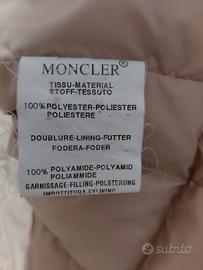 MONCLER®
TISSU-MATERIAL
STOFF-TESSUTO
100% POLYESTER-POLIESTER
POLIESTERE
DOUBLURE-LINING-FUTTER
FODERA-FODER
100% POLYAMIDE-POLYAMID
POLIAMMIDE
GARNISSAGE-FILLING-POLSTERUNG
IMBOTTITURA
subito